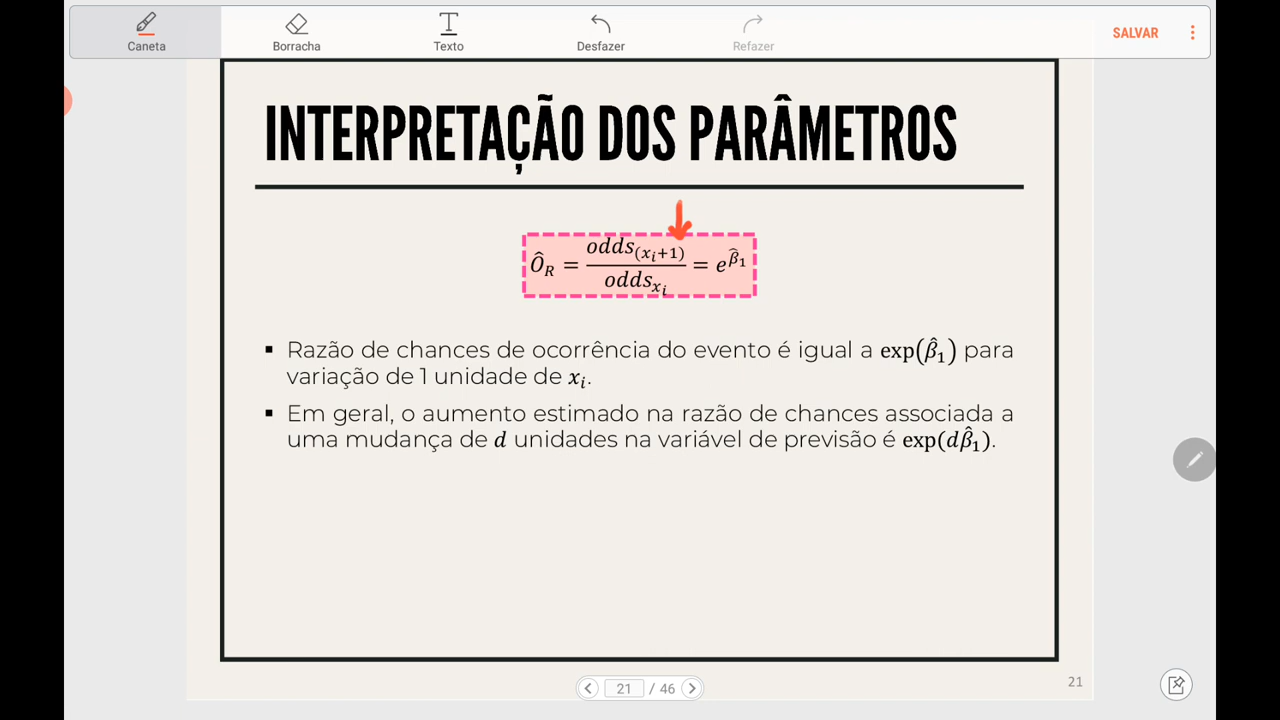 Caneta
Borracha
Texto
Desfazer
Refazer
SALVAR
INTERPRETAÇÃO DOS PARÂMETROS
Ô_R = odds_(x_i+1) / odds_x_i = e^β̂_1
▪ Razão de chances de ocorrência do evento é igual a exp(β̂_1) para
variação de 1 unidade de x_i.
▪ Em geral, o aumento estimado na razão de chances associada a
uma mudança de d unidades na variável de previsão é exp(dβ̂_1).
21
21 / 46